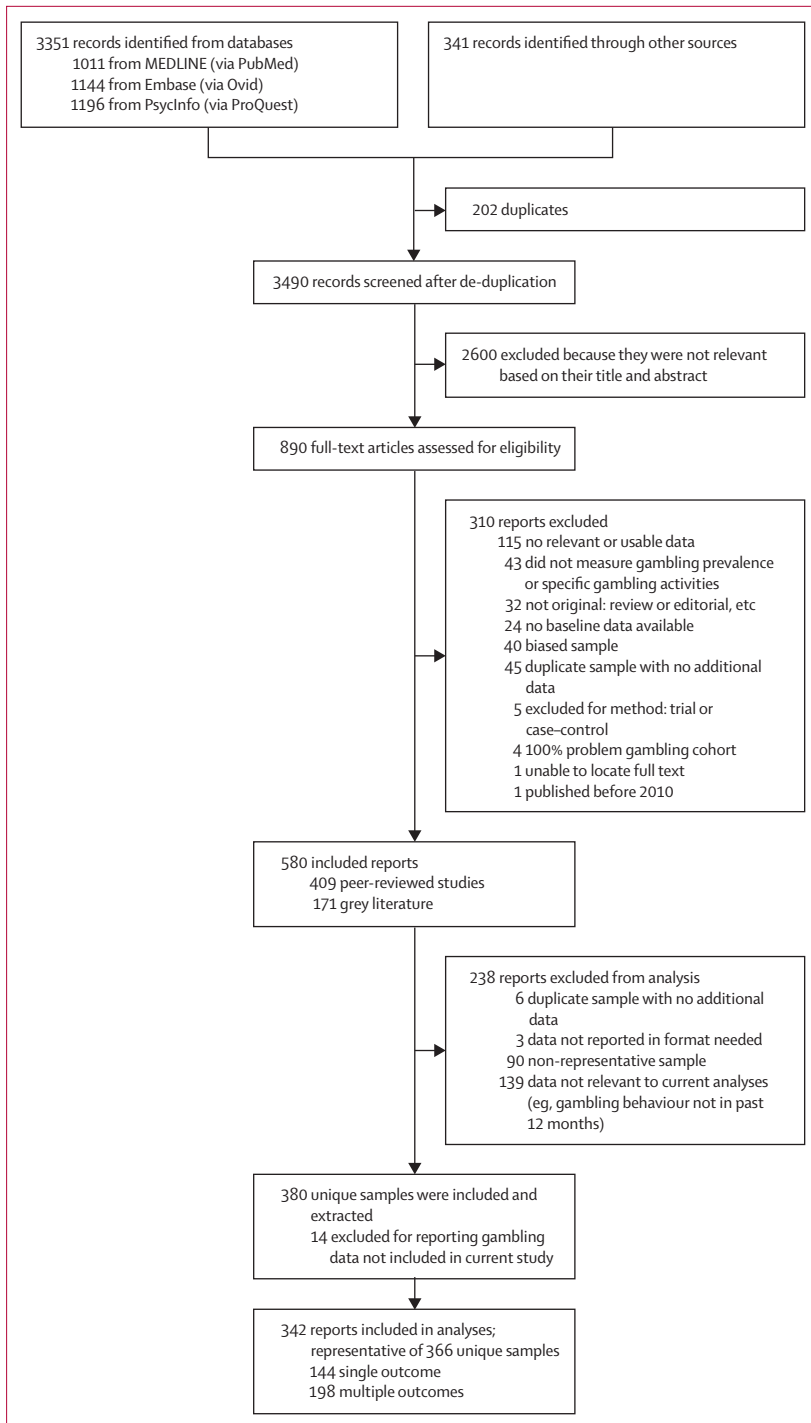 3351 records identified from databases
1011 from MEDLINE (via PubMed)
1144 from Embase (via Ovid)
1196 from PsycInfo (via ProQuest)
341 records identified through other sources
202 duplicates
3490 records screened after de-duplication
2600 excluded because they were not relevant
based on their title and abstract
890 full-text articles assessed for eligibility
310 reports excluded
115 no relevant or usable data
43 did not measure gambling prevalence
or specific gambling activities
32 not original: review or editorial, etc
24 no baseline data available
40 biased sample
45 duplicate sample with no additional
data
5 excluded for method: trial or
case–control
4 100% problem gambling cohort
1 unable to locate full text
1 published before 2010
580 included reports
409 peer-reviewed studies
171 grey literature
238 reports excluded from analysis
6 duplicate sample with no additional
data
3 data not reported in format needed
90 non-representative sample
139 data not relevant to current analyses
(eg, gambling behaviour not in past
12 months)
380 unique samples were included and
extracted
14 excluded for reporting gambling
data not included in current study
342 reports included in analyses;
representative of 366 unique samples
144 single outcome
198 multiple outcomes